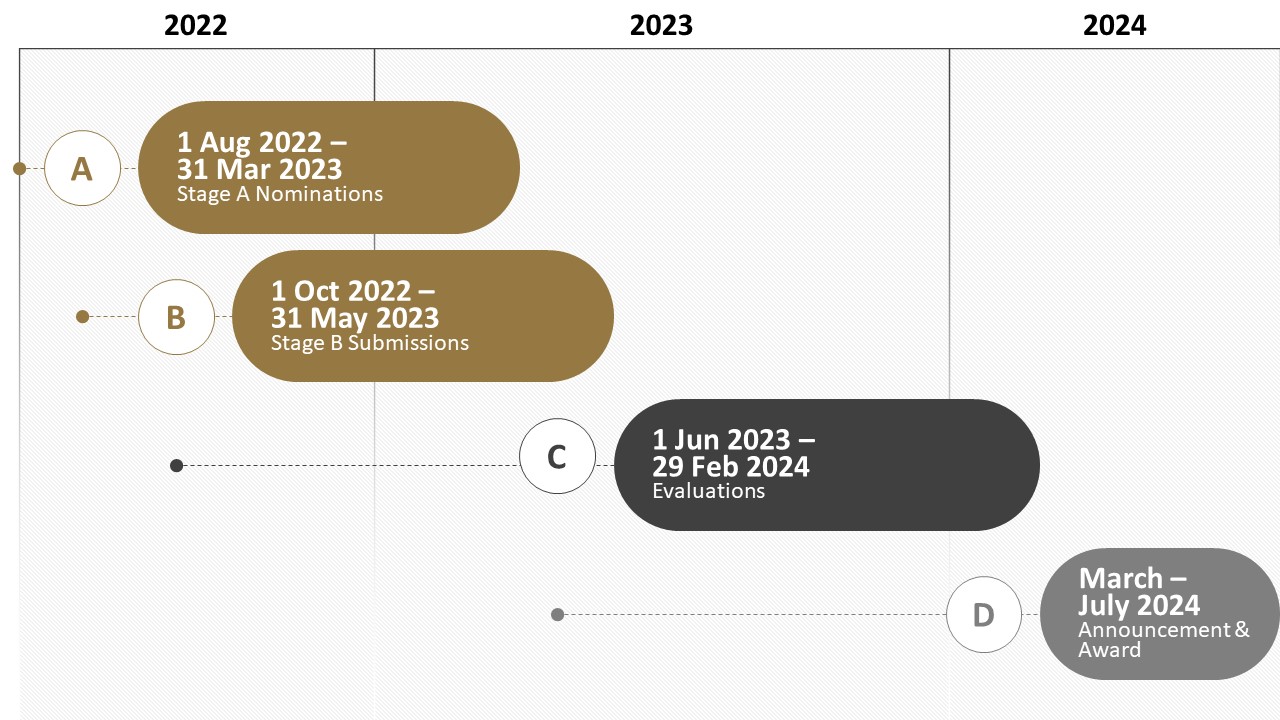 2022
2023
2024
A
1 Aug 2022 –
31 Mar 2023
Stage A Nominations
B
1 Oct 2022 –
31 May 2023
Stage B Submissions
C
1 Jun 2023 –
29 Feb 2024
Evaluations
D
March –
July 2024
Announcement &
Award